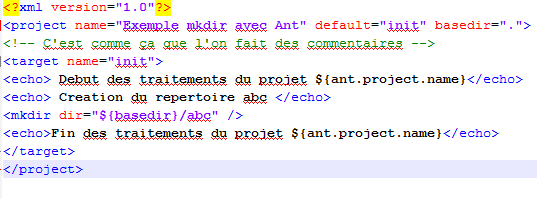 <?xml version="1.0"?>
<project name="Exemple mkdir avec Ant" default="init" basedir=".">
<!-- C'est comme ça que l'on fait des commentaires -->
<target name="init">
<echo> Debut des traitements du projet ${ant.project.name}</echo>
<echo> Creation du repertoire abc </echo>
<mkdir dir="${basedir}/abc" />
<echo>Fin des traitements du projet ${ant.project.name}</echo>
</target>
</project>